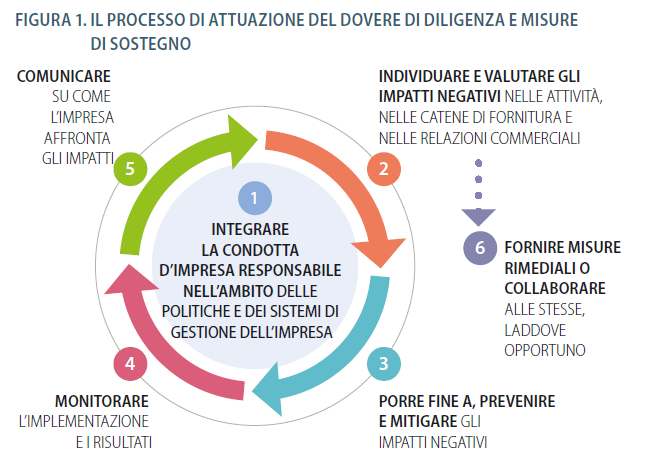 FIGURA 1. IL PROCESSO DI ATTUAZIONE DEL DOVERE DI DILIGENZA E MISURE
DI SOSTEGNO
1
INTEGRARE
LA CONDOTTA
D'IMPRESA RESPONSABILE
NELL'AMBITO DELLE
POLITICHE E DEI SISTEMI DI
GESTIONE DELL'IMPRESA
2
INDIVIDUARE E VALUTARE GLI
IMPATTI NEGATIVI NELLE ATTIVITÀ,
NELLE CATENE DI FORNITURA E
NELLE RELAZIONI COMMERCIALI
3
PORRE FINE A, PREVENIRE
E MITIGARE GLI
IMPATTI NEGATIVI
4
MONITORARE
L'IMPLEMENTAZIONE
E I RISULTATI
5
COMUNICARE
SU COME
L'IMPRESA
AFFRONTA
GLI IMPATTI
6
FORNIRE MISURE
RIMEDIALI O
COLLABORARE
ALLE STESSE,
LADDOVE
OPPORTUNO